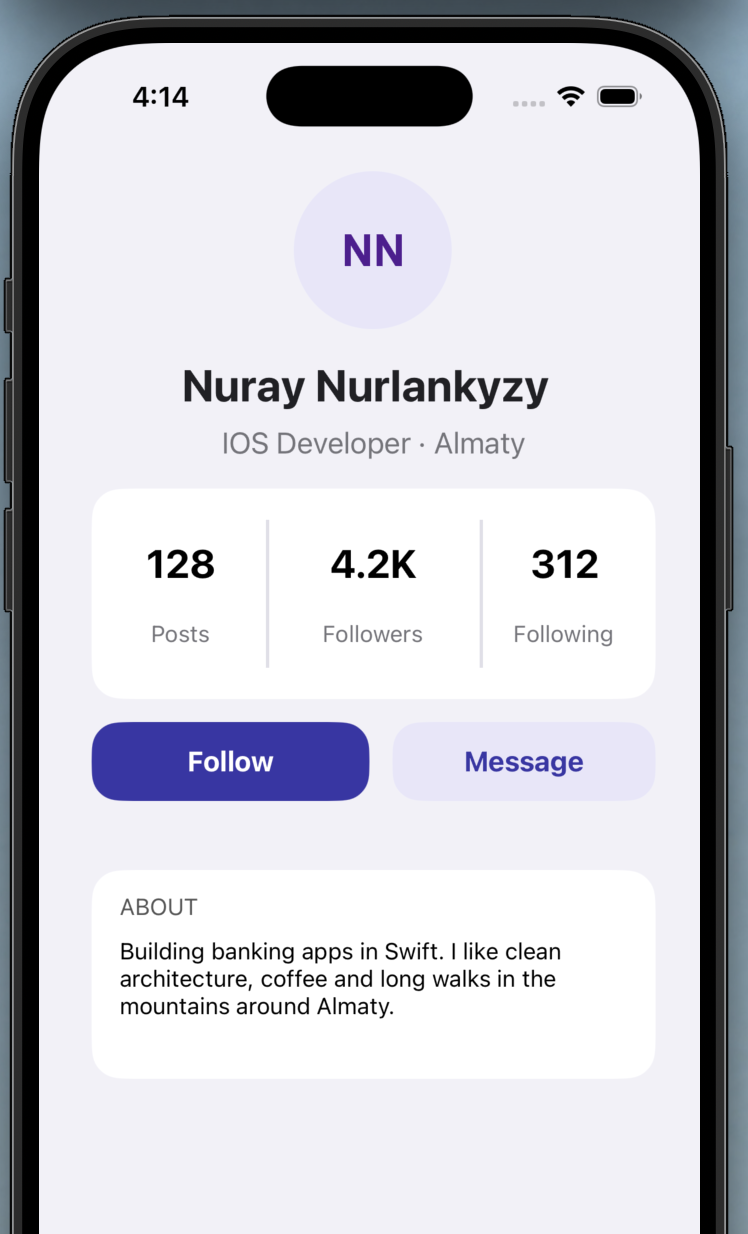 4:14
NN
Nuray Nurlankyzy
IOS Developer · Almaty
128 4.2K 312
Posts Followers Following
Follow Message
ABOUT
Building banking apps in Swift. I like clean
architecture, coffee and long walks in the
mountains around Almaty.